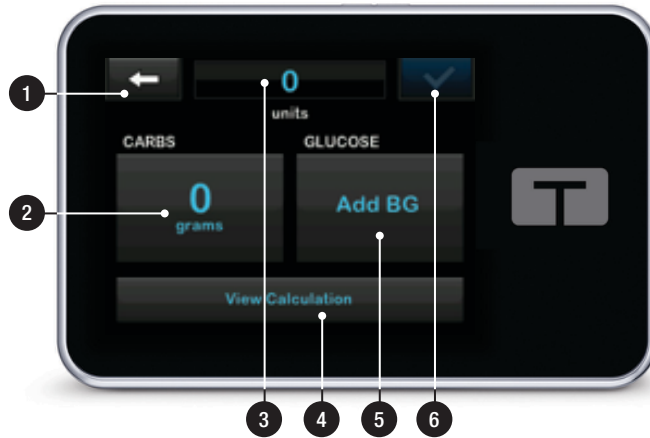 0
units
CARBS
GLUCOSE
0
grams
Add BG
View Calculation
1
2
3
4
5
6
T